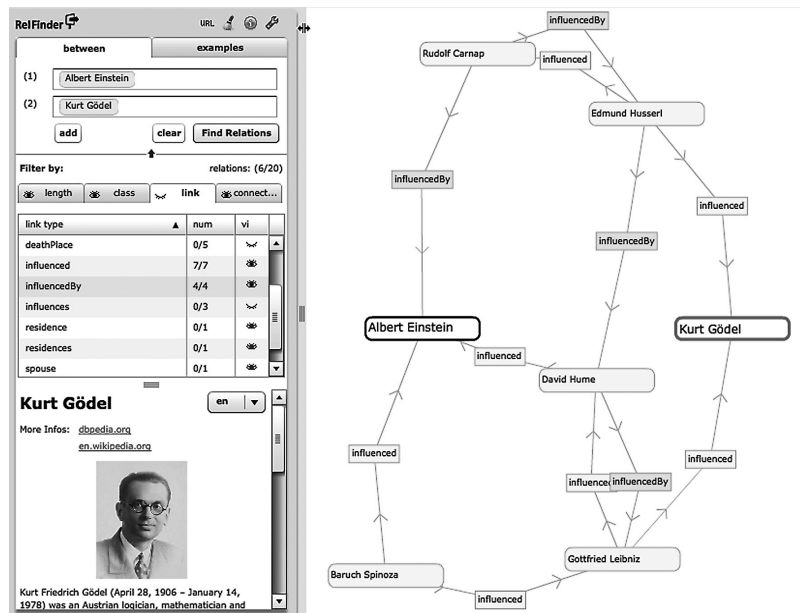 RelFinder
URL
between
examples
(1)
Albert Einstein
(2)
Kurt Gödel
add
clear
Find Relations
Filter by:
relations: (6/20)
length
class
link
connect...
link type
num
vi
deathPlace
0/5
influenced
7/7
influencedBy
4/4
influences
0/3
residence
0/1
residences
0/1
spouse
0/1
Kurt Gödel
en
More Infos:
dbpedia.org
en.wikipedia.org
Kurt Friedrich Gödel (April 28, 1906 – January 14,
1978) was an Austrian logician, mathematician and
influencedBy
Rudolf Carnap
influenced
Edmund Husserl
influencedBy
influenced
influencedBy
Albert Einstein
Kurt Gödel
influenced
David Hume
influenced
influenced
influence
influencedBy
Gottfried Leibniz
Baruch Spinoza
influenced